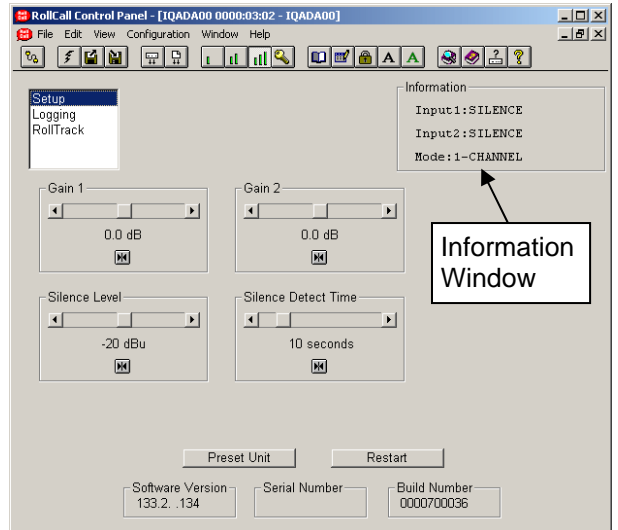 RollCall Control Panel - [IQADA00 0000:03:02 - IQADA00]
File Edit View Configuration Window Help
A A
Setup
Logging
RollTrack
Information
Input1:SILENCE
Input2:SILENCE
Mode:1-CHANNEL
Gain 1
0.0 dB
Gain 2
0.0 dB
Information
Window
Silence Level
-20 dBu
Silence Detect Time
10 seconds
Preset Unit
Restart
Software Version
133.2. .134
Serial Number
Build Number
0000700036